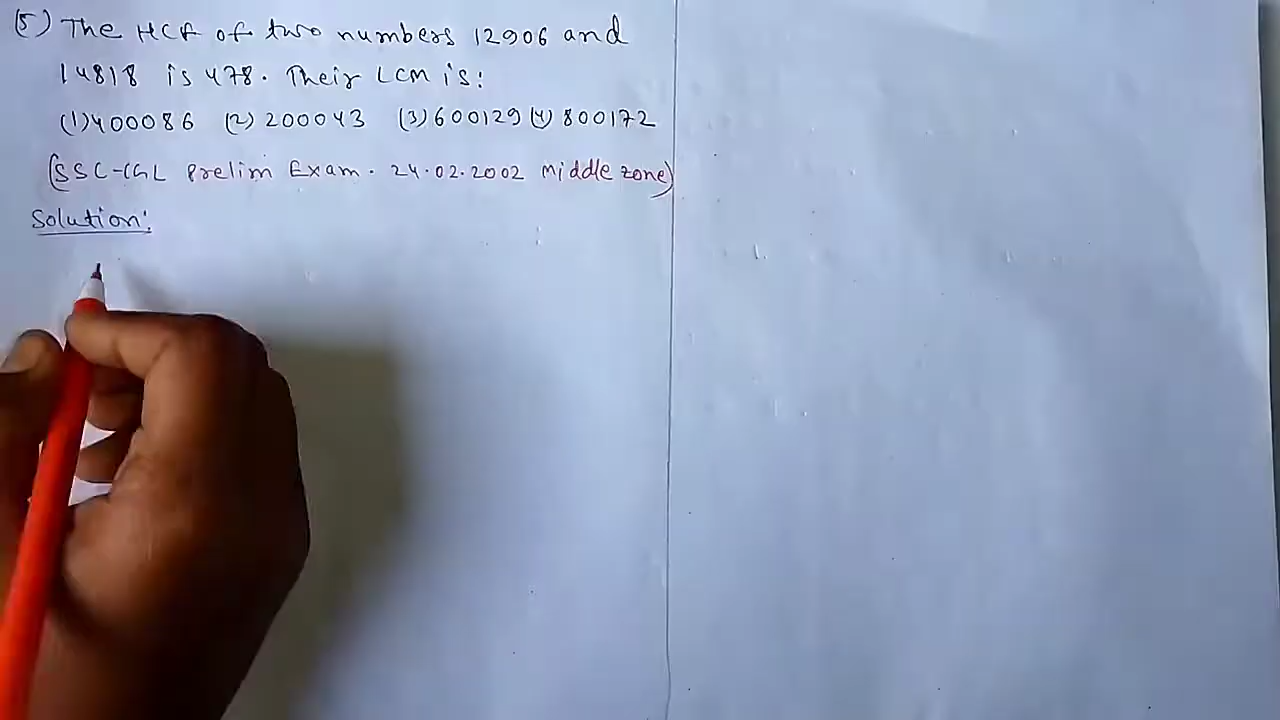 (5) The HCF of two numbers 12906 and
14818 is 478. Their LCM is:
(1) 400086 (2) 200043 (3) 600129 (4) 800172
(SSC-CGL Prelim Exam. 24.02.2002 Middle zone)
Solution: